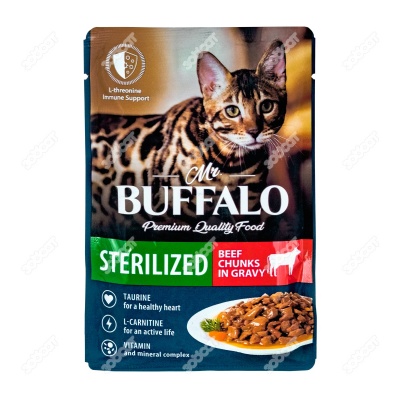 L-threonine
Immune Support
Mr.
BUFFALO
Premium Quality Food
STERILIZED
BEEF
CHUNKS
IN GRAVY
TAURINE
for a healthy heart
L-CARNITINE
for an active life
VITAMIN
and mineral complex